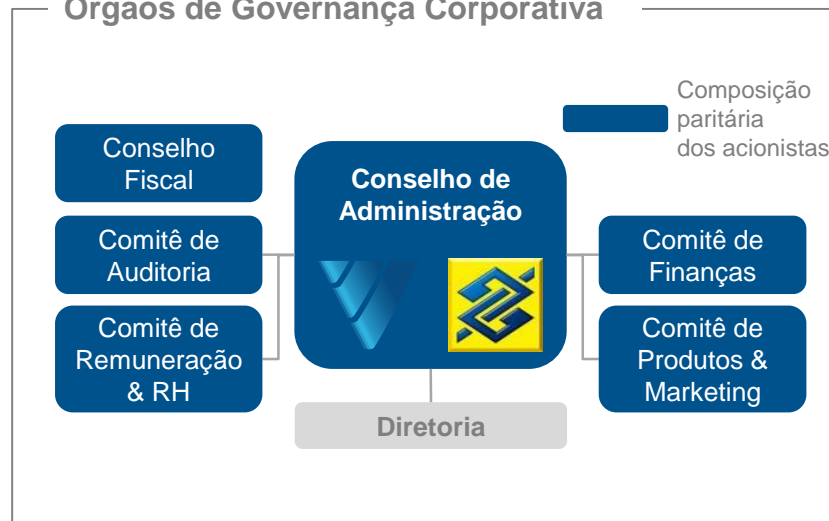 Órgãos de Governança Corporativa
Composição
paritária
dos acionistas
Conselho
Fiscal
Conselho de
Administração
Comitê de
Auditoria
Comitê de
Finanças
Comitê de
Remuneração
& RH
Comitê de
Produtos &
Marketing
Diretoria